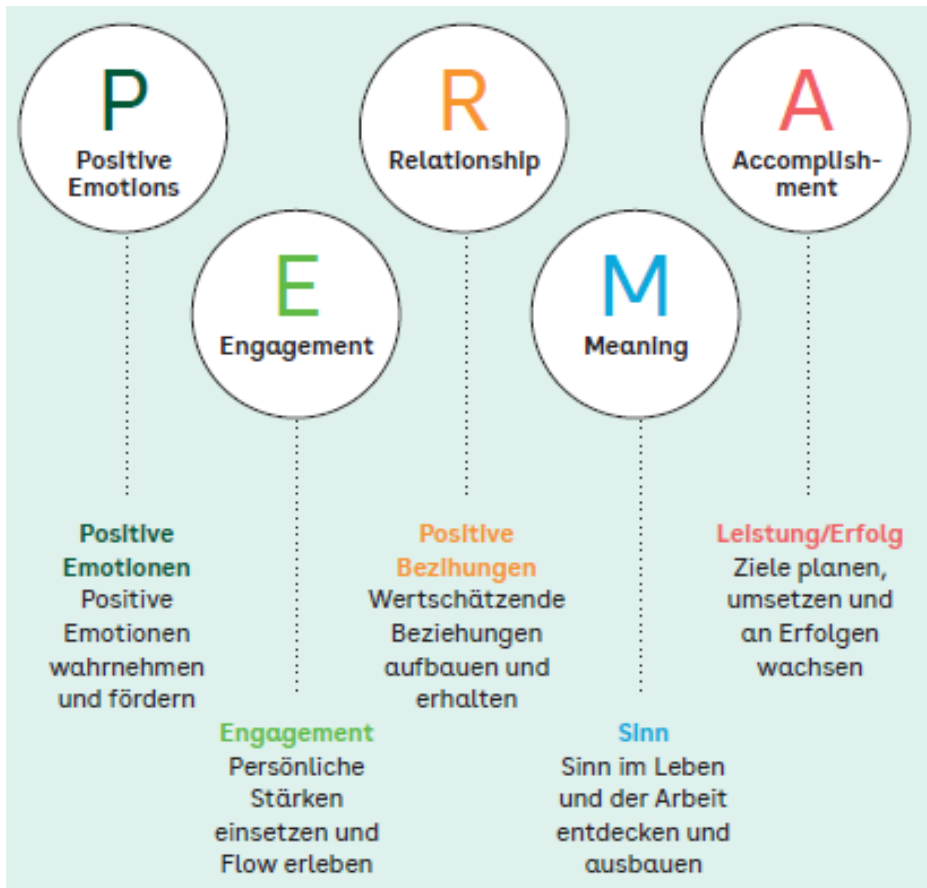 P
Positive
Emotions
R
Relationship
A
Accomplish-
ment
E
Engagement
M
Meaning
Positive
Emotionen
Positive
Emotionen
wahrnehmen
und fördern
Positive
Bezihungen
Wertschätzende
Beziehungen
aufbauen und
erhalten
Leistung/Erfolg
Ziele planen,
umsetzen und
an Erfolgen
wachsen
Engagement
Persönliche
Stärken
einsetzen und
Flow erleben
Sinn
Sinn im Leben
und der Arbeit
entdecken und
ausbauen